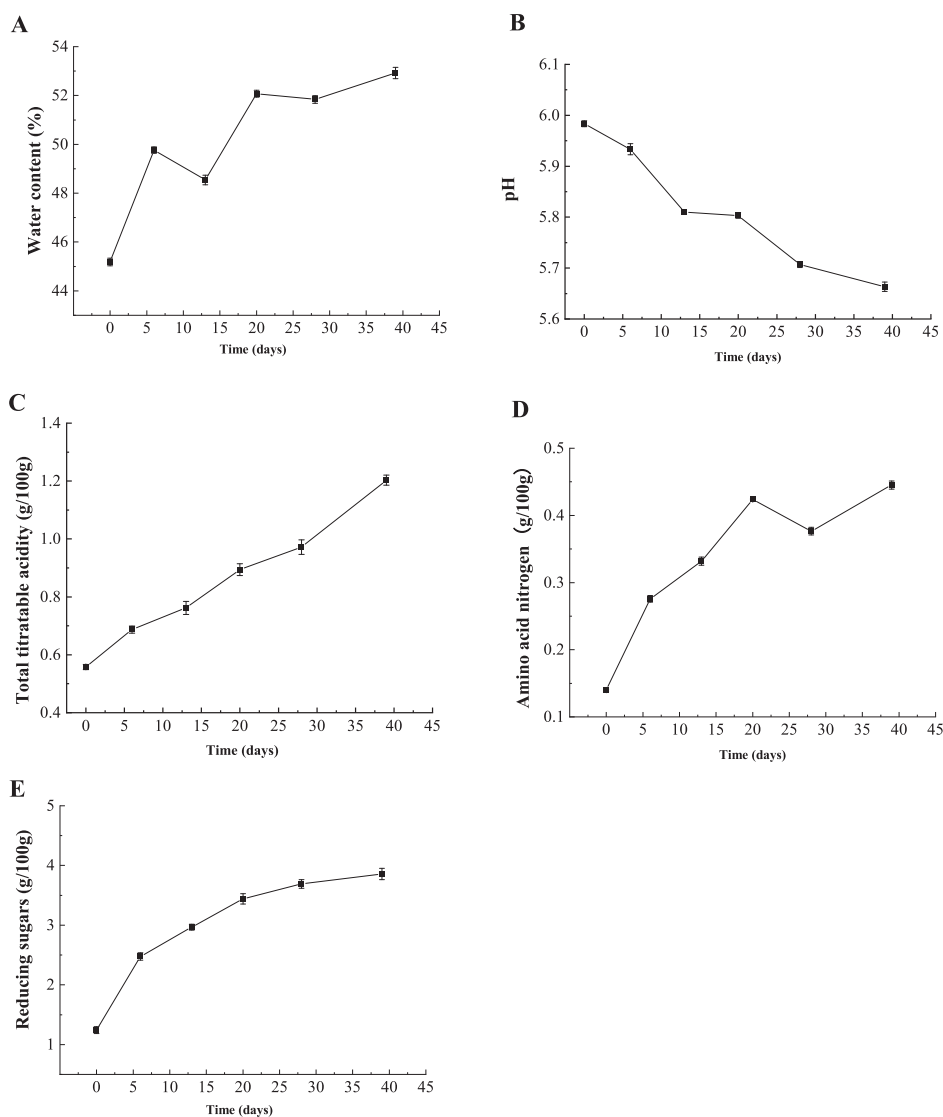 A
54
52
50
48
46
44
Water content (%)
0 5 10 15 20 25 30 35 40 45
Time (days)
B
6.1
6.0
5.9
5.8
5.7
5.6
pH
0 5 10 15 20 25 30 35 40 45
Time (days)
C
1.4
1.2
1.0
0.8
0.6
0.4
Total titratable acidity (g/100g)
0 5 10 15 20 25 30 35 40 45
Time (days)
D
0.5
0.4
0.3
0.2
0.1
Amino acid nitrogen（g/100g）
0 5 10 15 20 25 30 35 40 45
Time (days)
E
5
4
3
2
1
Reducing sugars (g/100g)
0 5 10 15 20 25 30 35 40 45
Time (days)